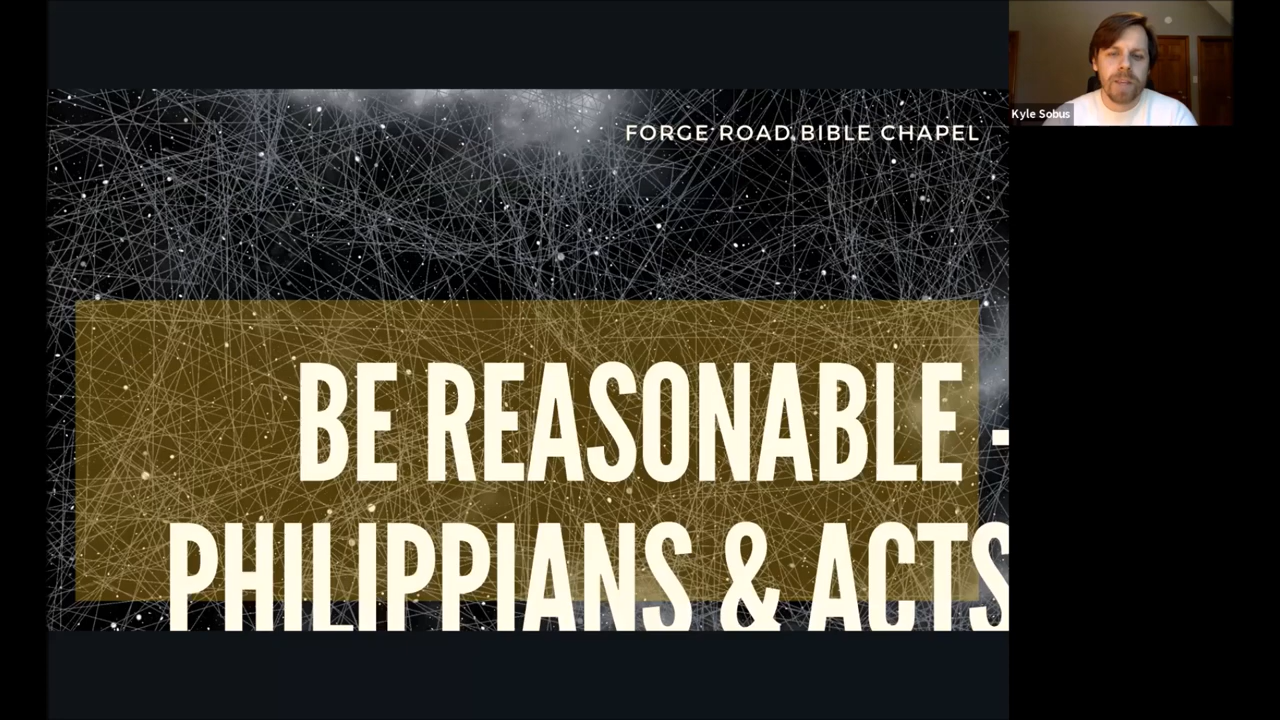 FORGE ROAD BIBLE CHAPEL
Kyle Sobus
BE REASONABLE -
PHILIPPIANS & ACTS